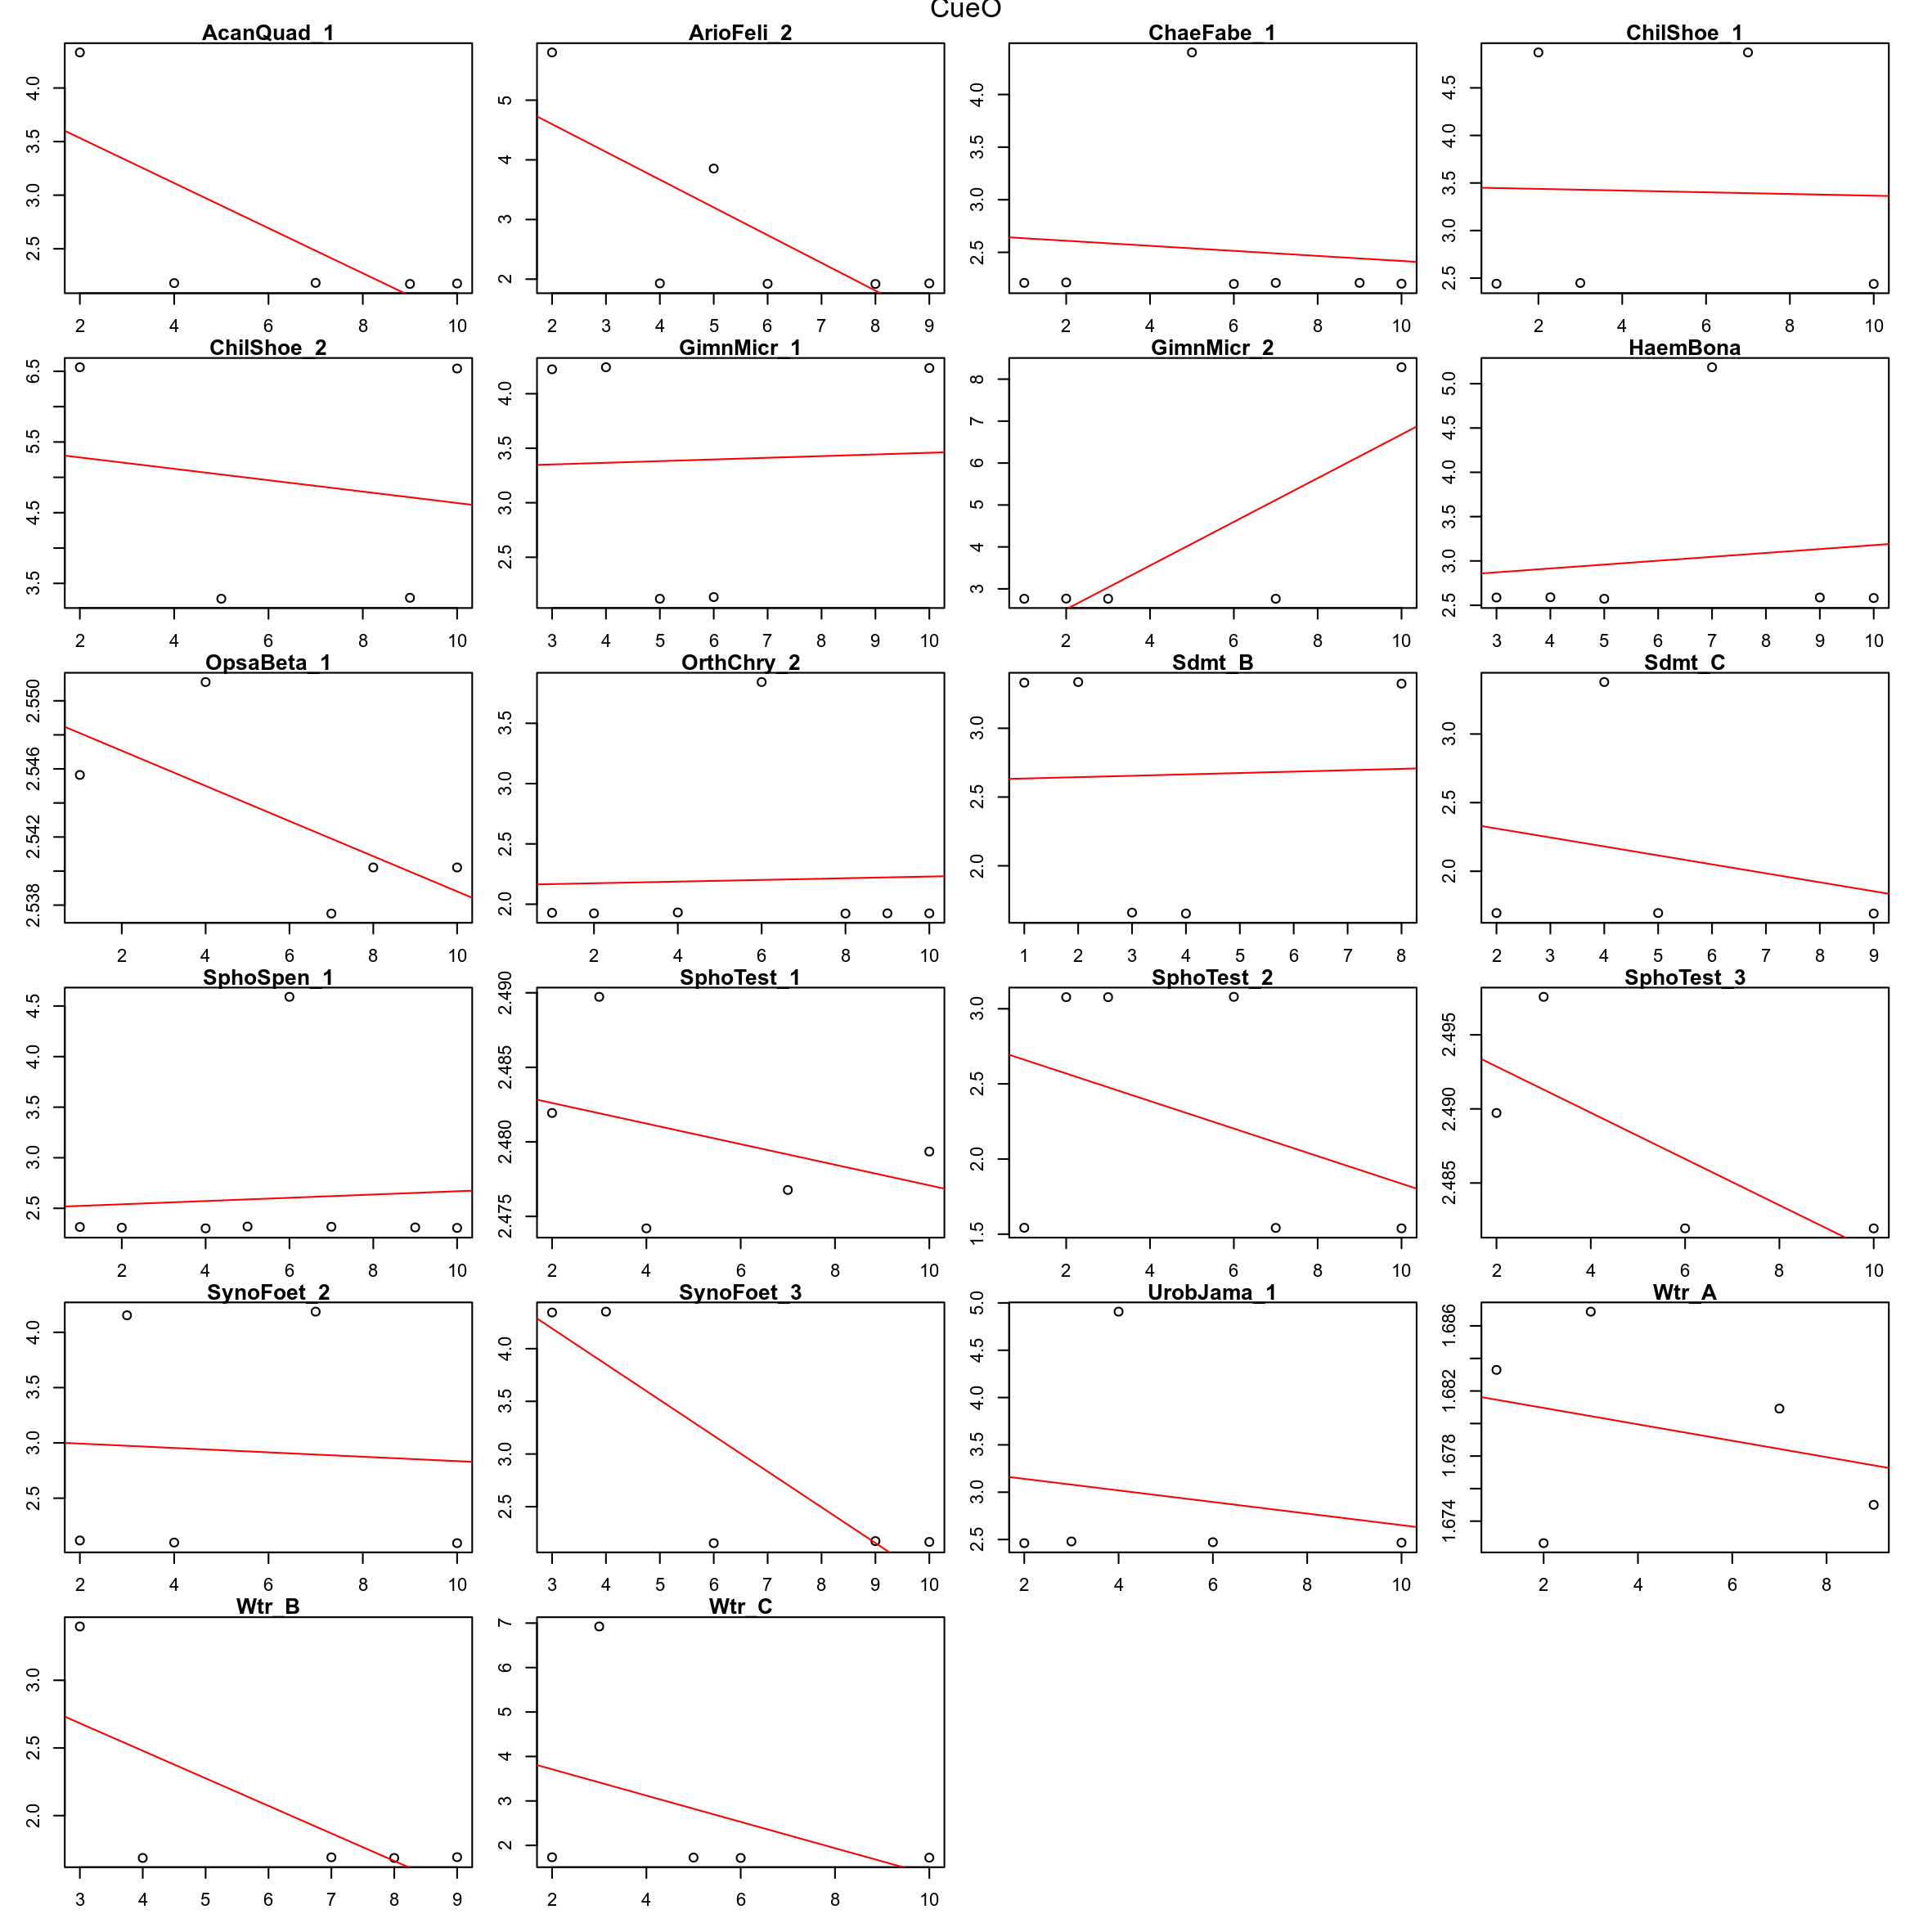 CueO
AcanQuad_1
4.0
3.5
3.0
2.5
2 4 6 8 10
ArioFeli_2
5
4
3
2
2 3 4 5 6 7 8 9
ChaeFabe_1
4.0
3.5
3.0
2.5
2 4 6 8 10
ChilShoe_1
4.5
4.0
3.5
3.0
2.5
2 4 6 8 10
ChilShoe_2
6.5
5.5
4.5
3.5
2 4 6 8 10
GimnMicr_1
4.0
3.5
3.0
2.5
3 4 5 6 7 8 9 10
GimnMicr_2
8
7
6
5
4
3
2 4 6 8 10
HaemBona
5.0
4.5
4.0
3.5
3.0
2.5
3 4 5 6 7 8 9 10
OpsaBeta_1
2.550
2.546
2.542
2.538
2 4 6 8 10
OrthChry_2
3.5
3.0
2.5
2.0
2 4 6 8 10
Sdmt_B
3.0
2.5
2.0
1 2 3 4 5 6 7 8
Sdmt_C
3.0
2.5
2.0
2 3 4 5 6 7 8 9
SphoSpen_1
4.5
4.0
3.5
3.0
2.5
2 4 6 8 10
SphoTest_1
2.490
2.485
2.480
2.475
2 4 6 8 10
SphoTest_2
3.0
2.5
2.0
1.5
2 4 6 8 10
SphoTest_3
2.495
2.490
2.485
2 4 6 8 10
SynoFoet_2
4.0
3.5
3.0
2.5
2 4 6 8 10
SynoFoet_3
4.0
3.5
3.0
2.5
3 4 5 6 7 8 9 10
UrobJama_1
5.0
4.5
4.0
3.5
3.0
2.5
2 4 6 8 10
Wtr_A
1.686
1.682
1.678
1.674
2 4 6 8
Wtr_B
3.0
2.5
2.0
3 4 5 6 7 8 9
Wtr_C
7
6
5
4
3
2
2 4 6 8 10